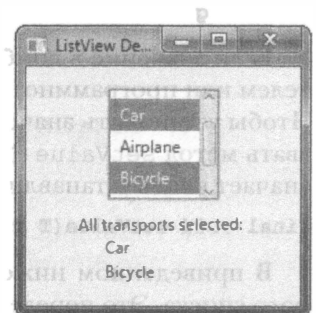 ListView De...
Car
Airplane
Bicycle
All transports selected:
Car
Bicycle